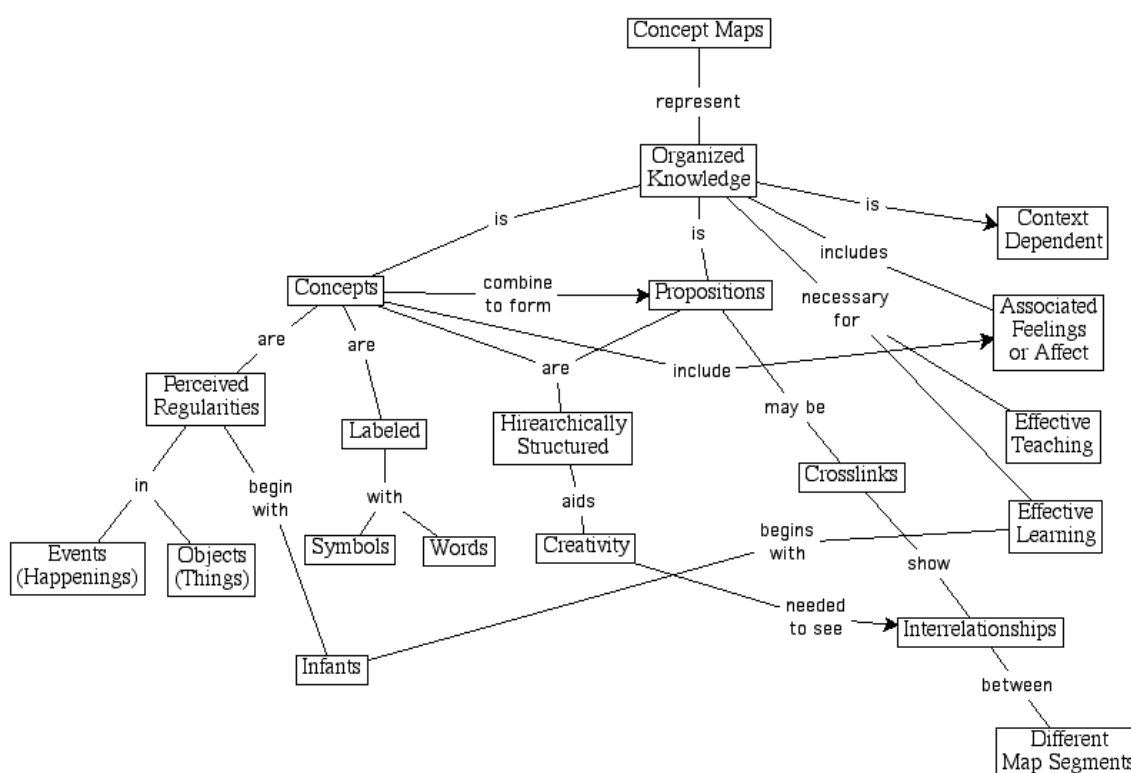 Concept Maps
represent
Organized
Knowledge
is
is
is
Context
Dependent
includes
Concepts
combine
to form
Propositions
necessary
for
Associated
Feelings
or Affect
are
are
are
include
Perceived
Regularities
may be
Labeled
Hirearchically
Structured
Effective
Teaching
in
begin
with
with
aids
Crosslinks
Events
(Happenings)
Objects
(Things)
Symbols
Words
Creativity
begins
with
Effective
Learning
show
needed
to see
Interrelationships
Infants
between
Different
Map Segments